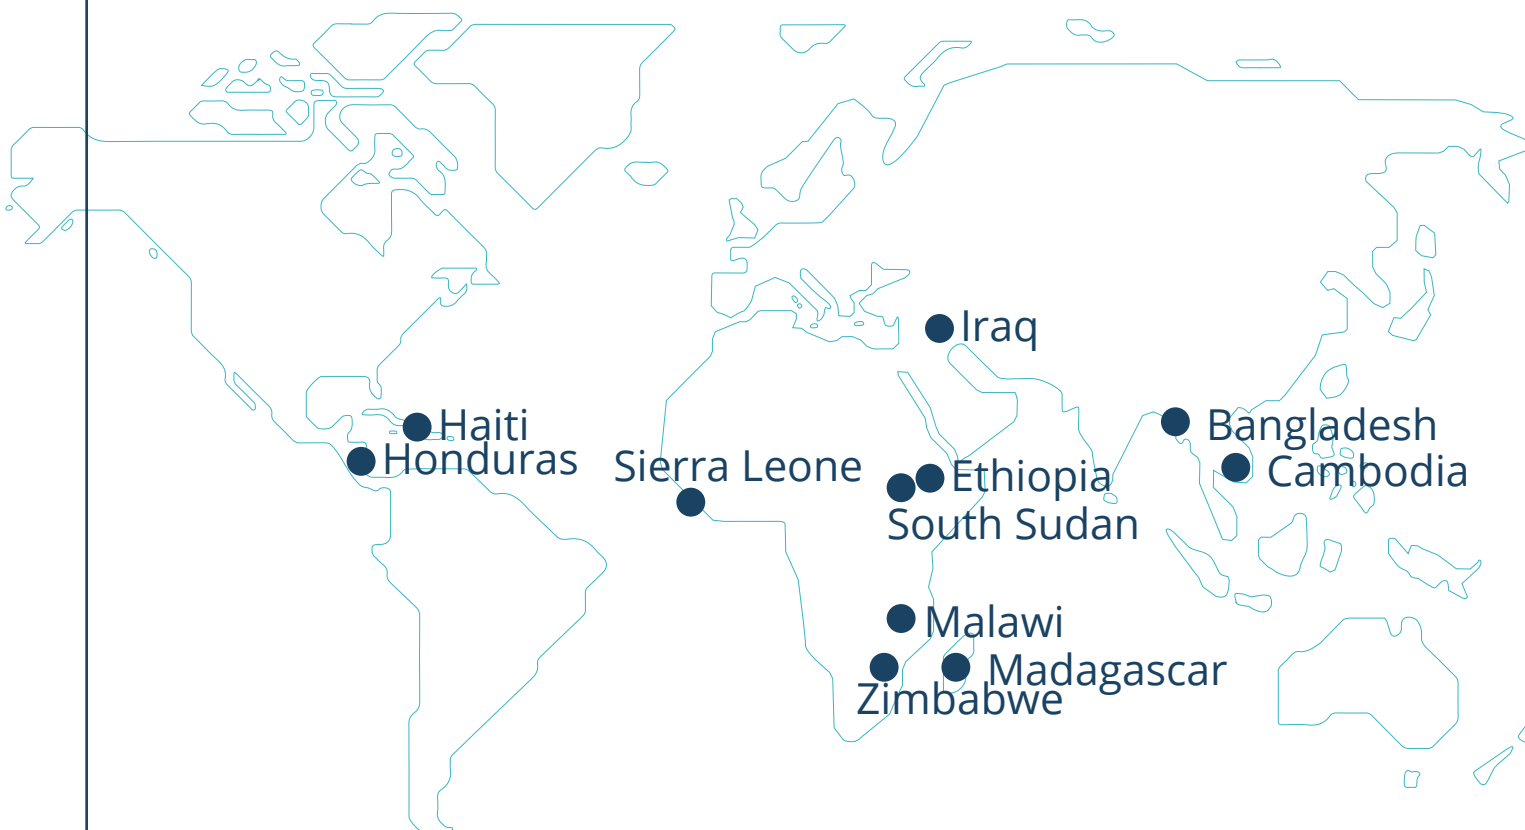 Iraq
Haiti
Honduras
Bangladesh
Cambodia
Sierra Leone
Ethiopia
South Sudan
Malawi
Madagascar
Zimbabwe